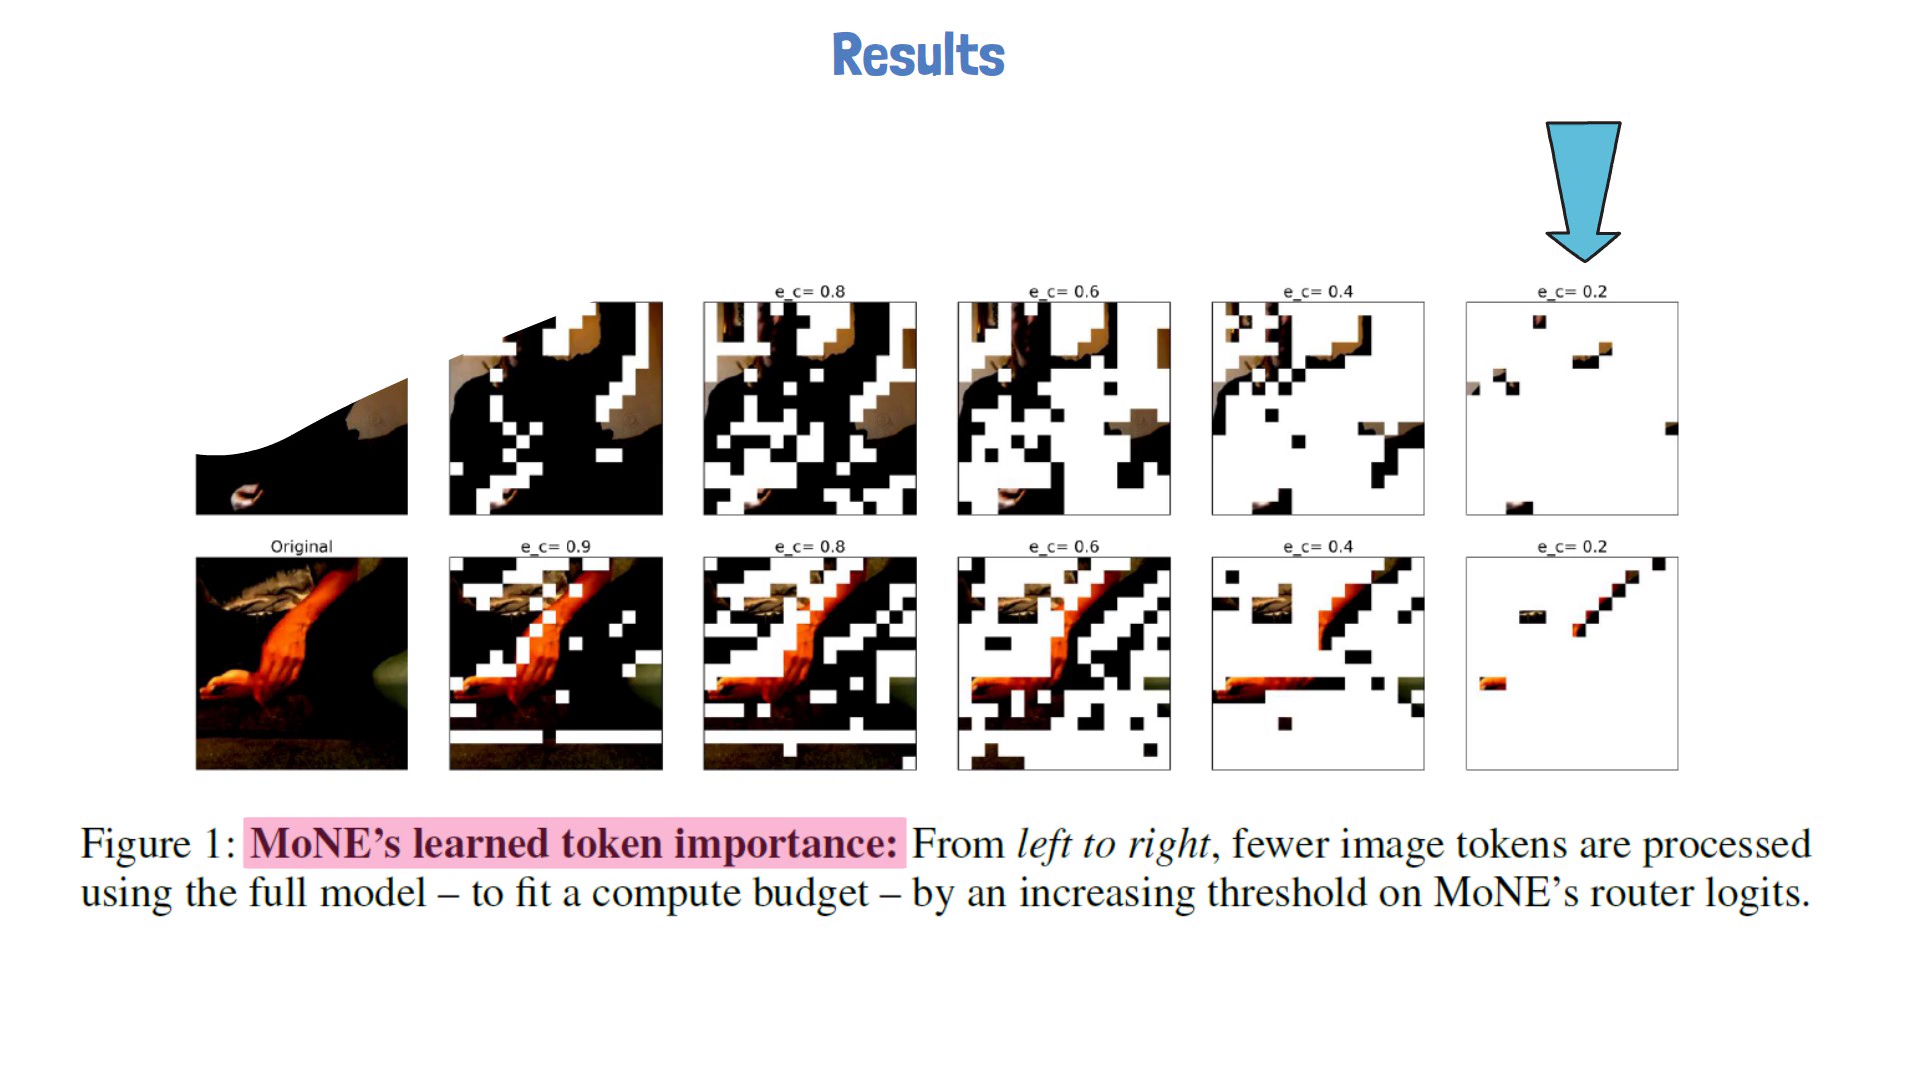 Results
e_c= 0.8 e_c= 0.6 e_c= 0.4 e_c= 0.2
Original e_c= 0.9 e_c= 0.8 e_c= 0.6 e_c= 0.4 e_c= 0.2
Figure 1: MoNE’s learned token importance: From left to right, fewer image tokens are processed
using the full model – to fit a compute budget – by an increasing threshold on MoNE’s router logits.